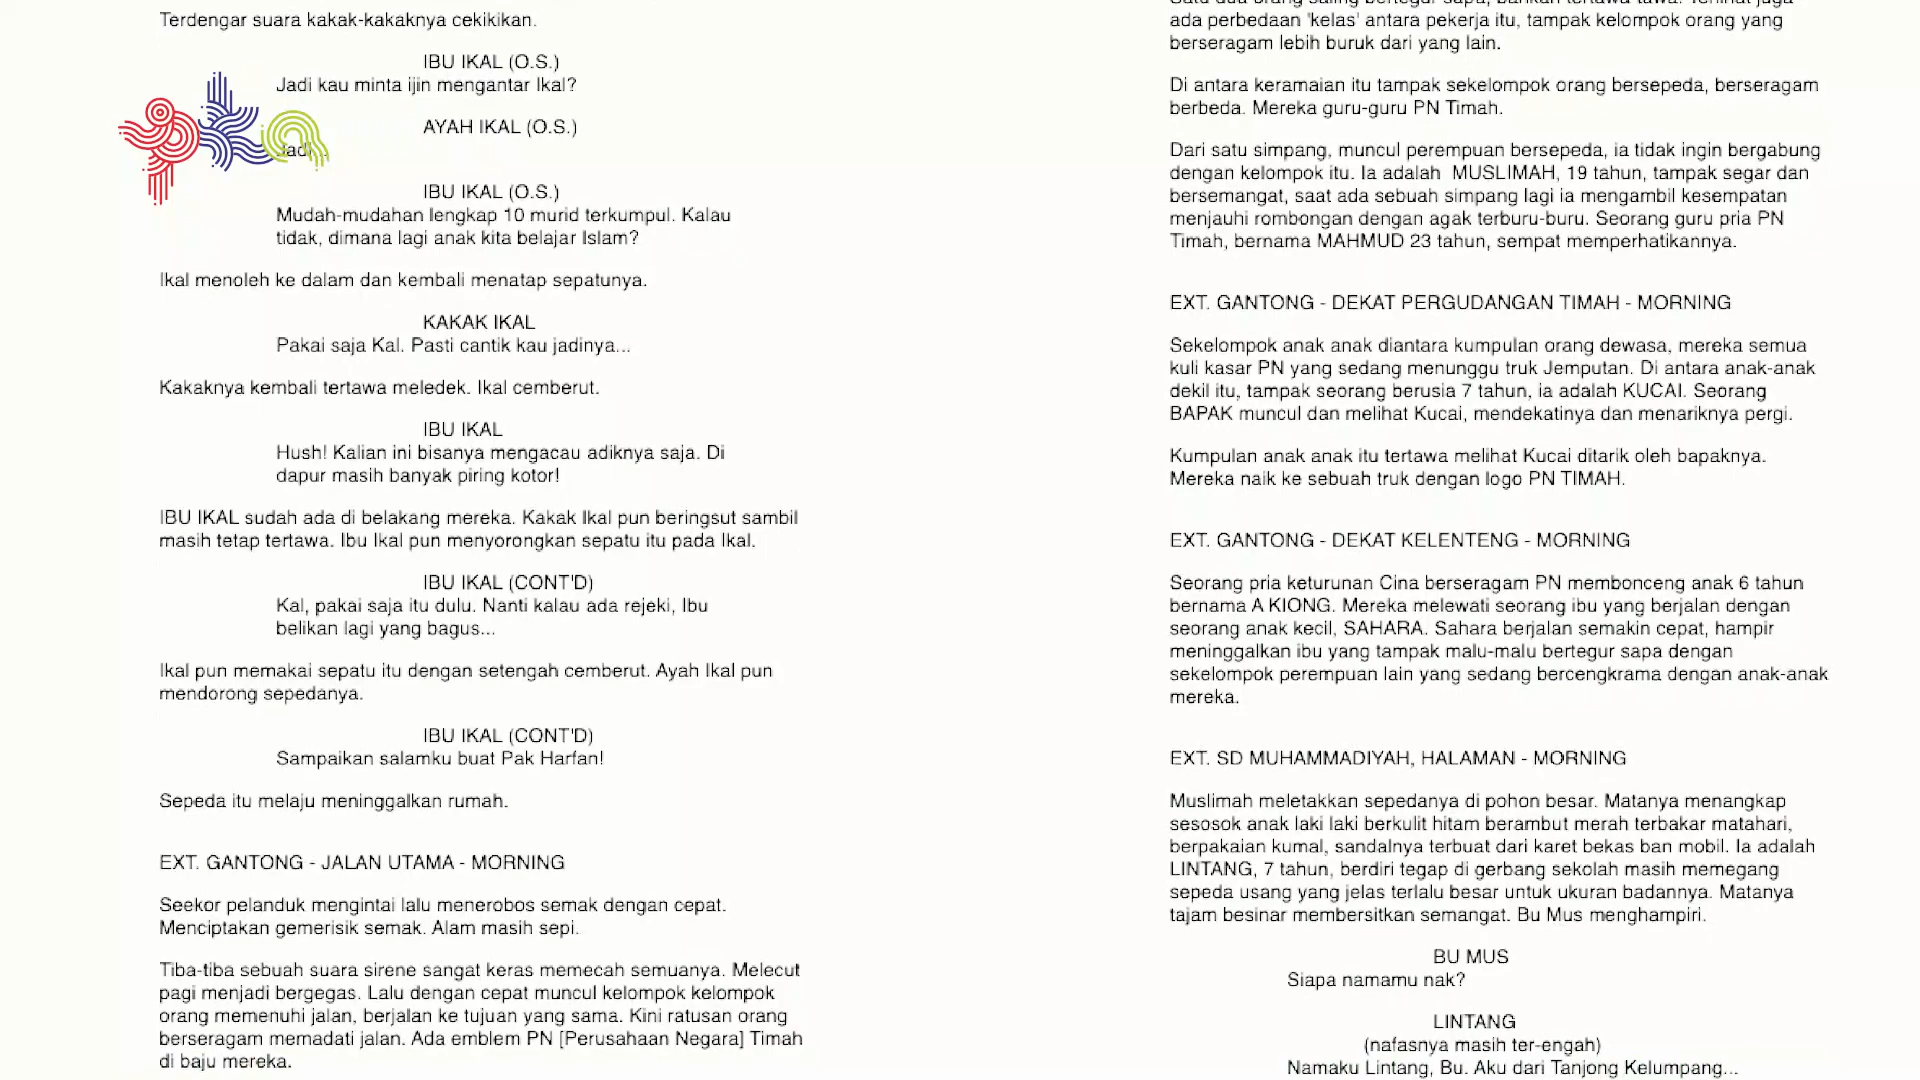 Terdengar suara kakak-kakaknya cekikikan.
IBU IKAL (O.S.)
Jadi kau minta ijin mengantar Ikal?
AYAH IKAL (O.S.)
Jadi...
IBU IKAL (O.S.)
Mudah-mudahan lengkap 10 murid terkumpul. Kalau
tidak, dimana lagi anak kita belajar Islam?
Ikal menoleh ke dalam dan kembali menatap sepatunya.
KAKAK IKAL
Pakai saja Kal. Pasti cantik kau jadinya...
Kakaknya kembali tertawa meledek. Ikal cemberut.
IBU IKAL
Hush! Kalian ini bisanya mengacau adiknya saja. Di
dapur masih banyak piring kotor!
IBU IKAL sudah ada di belakang mereka. Kakak Ikal pun beringsut sambil
masih tetap tertawa. Ibu Ikal pun menyorongkan sepatu itu pada Ikal.
IBU IKAL (CONT'D)
Kal, pakai saja itu dulu. Nanti kalau ada rejeki, Ibu
belikan lagi yang bagus...
Ikal pun memakai sepatu itu dengan setengah cemberut. Ayah Ikal pun
mendorong sepedanya.
IBU IKAL (CONT'D)
Sampaikan salamku buat Pak Harfan!
Sepeda itu melaju meninggalkan rumah.
EXT. GANTONG - JALAN UTAMA - MORNING
Seekor pelanduk mengintai lalu menerobos semak dengan cepat.
Menciptakan gemerisik semak. Alam masih sepi.
Tiba-tiba sebuah suara sirene sangat keras memecah semuanya. Melecut
pagi menjadi bergegas. Lalu dengan cepat muncul kelompok kelompok
orang memenuhi jalan, berjalan ke tujuan yang sama. Kini ratusan orang
berseragam memadati jalan. Ada emblem PN [Perusahaan Negara] Timah
di baju mereka.
Satu dua orang saling bertegur sapa, bahkan tertawa tawa. Terlihat juga
ada perbedaan 'kelas' antara pekerja itu, tampak kelompok orang yang
berseragam lebih buruk dari yang lain.
Di antara keramaian itu tampak sekelompok orang bersepeda, berseragam
berbeda. Mereka guru-guru PN Timah.
Dari satu simpang, muncul perempuan bersepeda, ia tidak ingin bergabung
dengan kelompok itu. Ia adalah MUSLIMAH, 19 tahun, tampak segar dan
bersemangat, saat ada sebuah simpang lagi ia mengambil kesempatan
menjauhi rombongan dengan agak terburu-buru. Seorang guru pria PN
Timah, bernama MAHMUD 23 tahun, sempat memperhatikannya.
EXT. GANTONG - DEKAT PERGUDANGAN TIMAH - MORNING
Sekelompok anak anak diantara kumpulan orang dewasa, mereka semua
kuli kasar PN yang sedang menunggu truk Jemputan. Di antara anak-anak
dekil itu, tampak seorang berusia 7 tahun, ia adalah KUCAI. Seorang
BAPAK muncul dan melihat Kucai, mendekatinya dan menariknya pergi.
Kumpulan anak anak itu tertawa melihat Kucai ditarik oleh bapaknya.
Mereka naik ke sebuah truk dengan logo PN TIMAH.
EXT. GANTONG - DEKAT KELENTENG - MORNING
Seorang pria keturunan Cina berseragam PN membonceng anak 6 tahun
bernama A KIONG. Mereka melewati seorang ibu yang berjalan dengan
seorang anak kecil, SAHARA. Sahara berjalan semakin cepat, hampir
meninggalkan ibu yang tampak malu-malu bertegur sapa dengan
sekelompok perempuan lain yang sedang bercengkrama dengan anak-anak
mereka.
EXT. SD MUHAMMADIYAH, HALAMAN - MORNING
Muslimah meletakkan sepedanya di pohon besar. Matanya menangkap
sesosok anak laki laki berkulit hitam berambut merah terbakar matahari,
berpakaian kumal, sandalnya terbuat dari karet bekas ban mobil. Ia adalah
LINTANG, 7 tahun, berdiri tegap di gerbang sekolah masih memegang
sepeda usang yang jelas terlalu besar untuk ukuran badannya. Matanya
tajam besinar membersitkan semangat. Bu Mus menghampiri.
BU MUS
Siapa namamu nak?
LINTANG
(nafasnya masih ter-engah)
Namaku Lintang, Bu. Aku dari Tanjong Kelumpang...